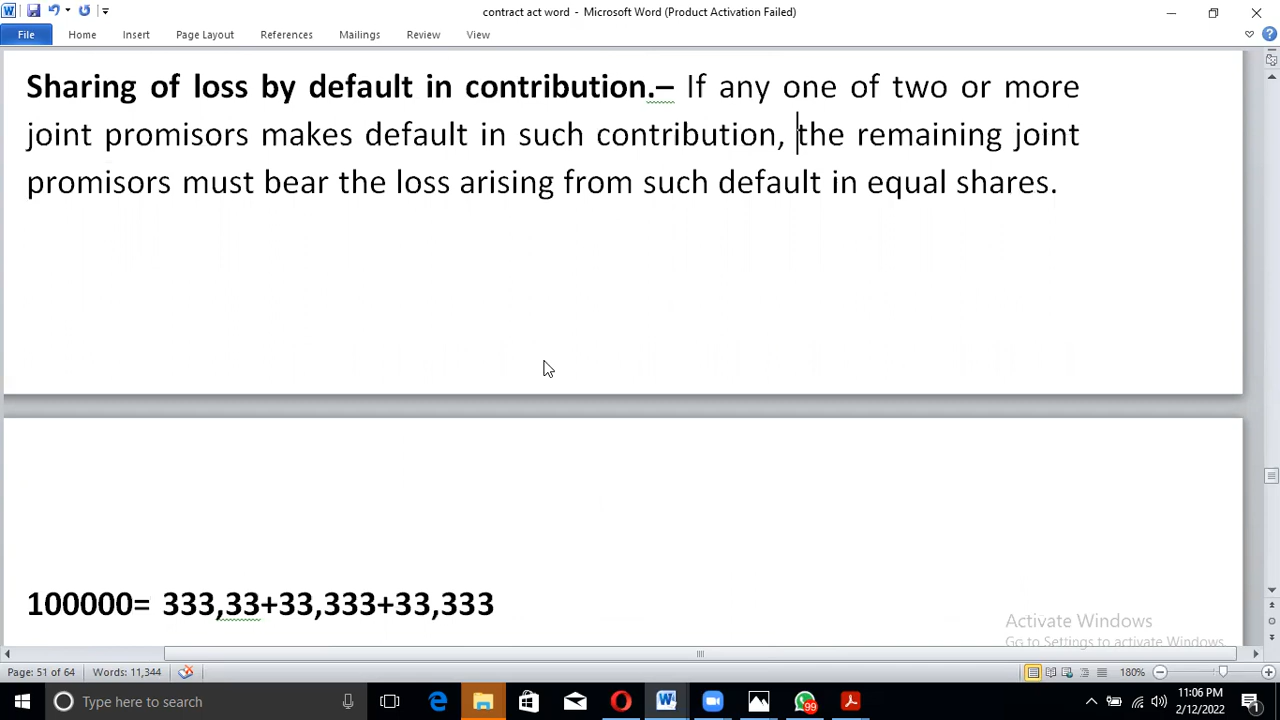 contract act word - Microsoft Word (Product Activation Failed)
File Home Insert Page Layout References Mailings Review View
Sharing of loss by default in contribution.– If any one of two or more
joint promisors makes default in such contribution, the remaining joint
promisors must bear the loss arising from such default in equal shares.
100000= 333,33+33,333+33,333
Activate Windows
Go to Settings to activate Windows.
Page: 51 of 64 Words: 11,344 180%
Type here to search
99
11:06 PM
2/12/2022
1